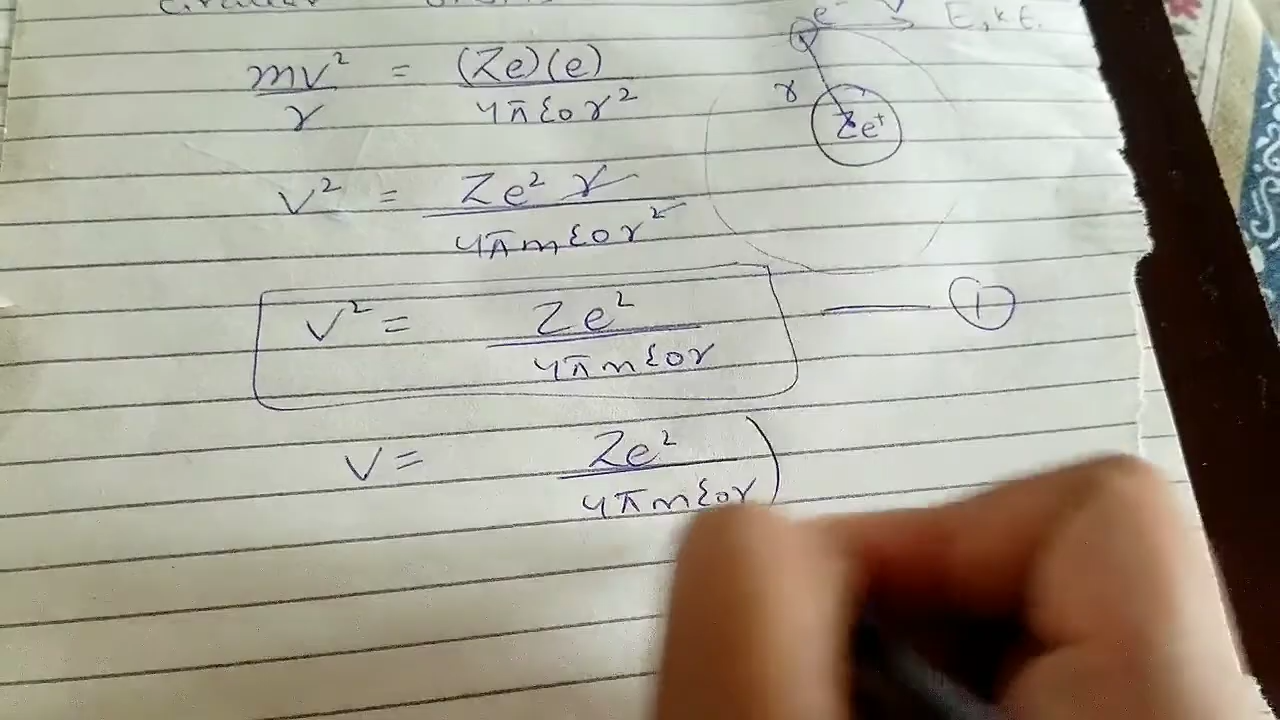 e⁻ V E, K.E.
mv²/r = (Ze)(e)/4πε0r²
r
Ze⁺
V² = Ze² r/4πmε0r²
V² = Ze²/4πmε0r — 1
V = Ze²/4πmε0r)